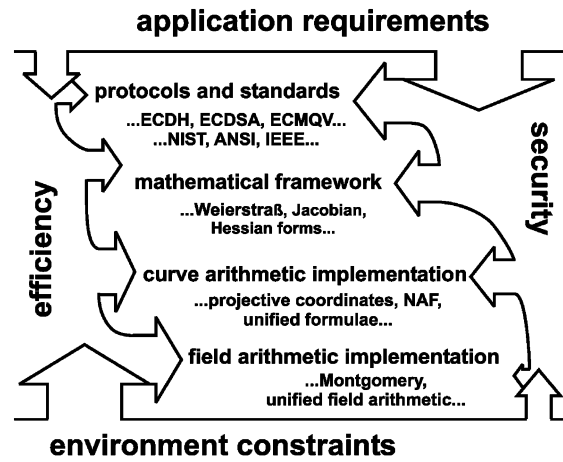 application requirements
protocols and standards
...ECDH, ECDSA, ECMQV...
...NIST, ANSI, IEEE...
security
mathematical framework
...Weierstraß, Jacobian,
Hessian forms...
efficiency
curve arithmetic implementation
...projective coordinates, NAF,
unified formulae...
field arithmetic implementation
...Montgomery,
unified field arithmetic...
environment constraints